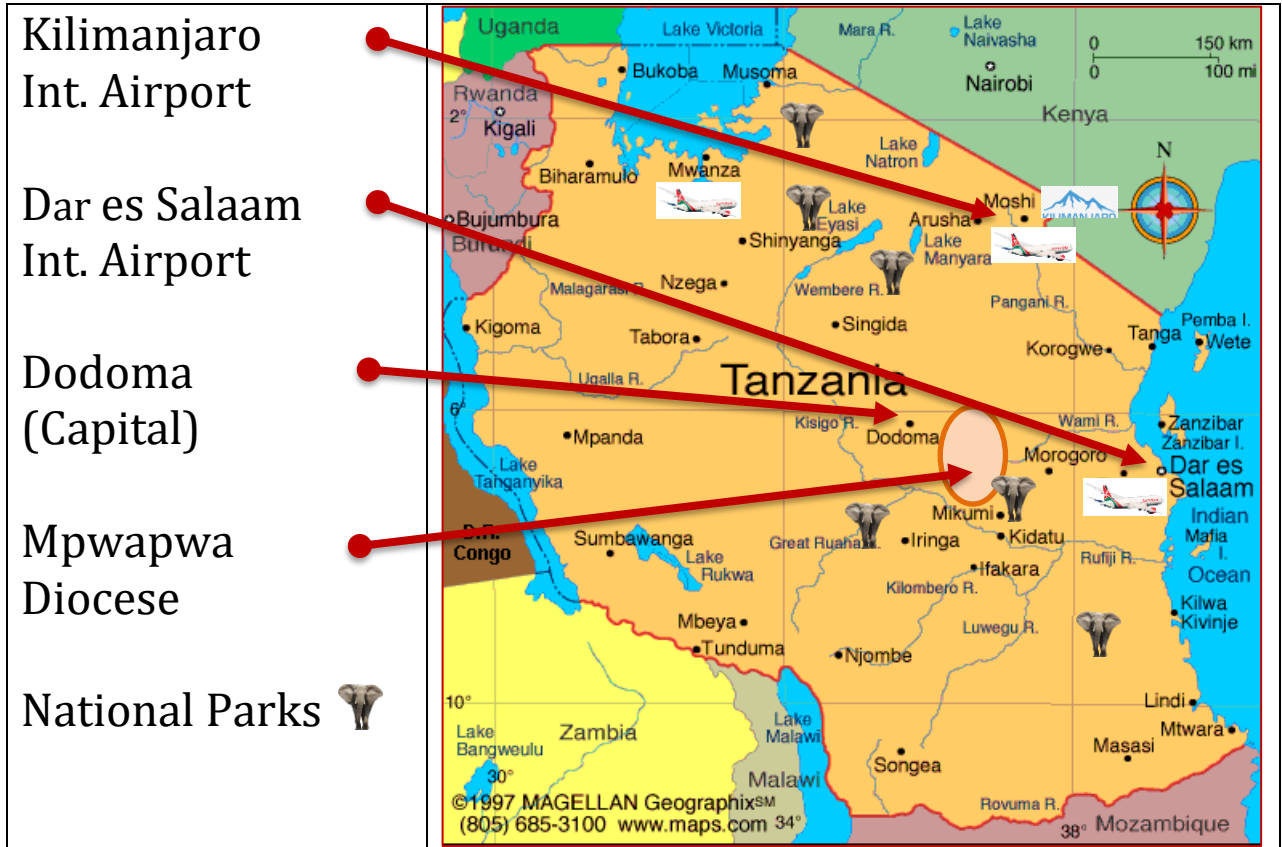 Kilimanjaro
Int. Airport
Dar es Salaam
Int. Airport
Dodoma
(Capital)
Mpwapwa
Diocese
National Parks
Uganda
Lake Victoria
Mara R.
Lake
Naivasha
0 150 km
0 100 mi
Bukoba
Musoma
Nairobi
Rwanda
2°
Kigali
Kenya
Lake
Natron
N
Biharamulo
Mwanza
Moshi
KILIMANJARO
Bujumbura
Burundi
Lake
Eyasi
Arusha
Shinyanga
Lake
Manyara
Malagarasi R.
Nzega
Wembere R.
Pangani R.
Kigoma
Tabora
Singida
Korogwe
Tanga
Pemba I.
Wete
Ugalla R.
Tanzania
6°
Kisigo R.
Wami R.
Mpanda
Dodoma
Zanzibar
Zanzibar I.
Morogoro
Lake
Tanganyika
Dar es
Salaam
Mikumi
Indian
Ocean
Mafia
I.
D.R.
Congo
Sumbawanga
Great Ruaha R.
Iringa
Kidatu
Rufiji R.
Lake
Rukwa
Ifakara
Kilombero R.
Kilwa
Kivinje
Mbeya
Luwegu R.
Tunduma
Njombe
10°
Lindi
Lake
Bangweulu
Zambia
Lake
Malawi
Mtwara
Masasi
30°
Songea
Malawi
©1997 MAGELLAN Geographix℠
(805) 685-3100 www.maps.com
34°
Rovuma R.
38°
Mozambique